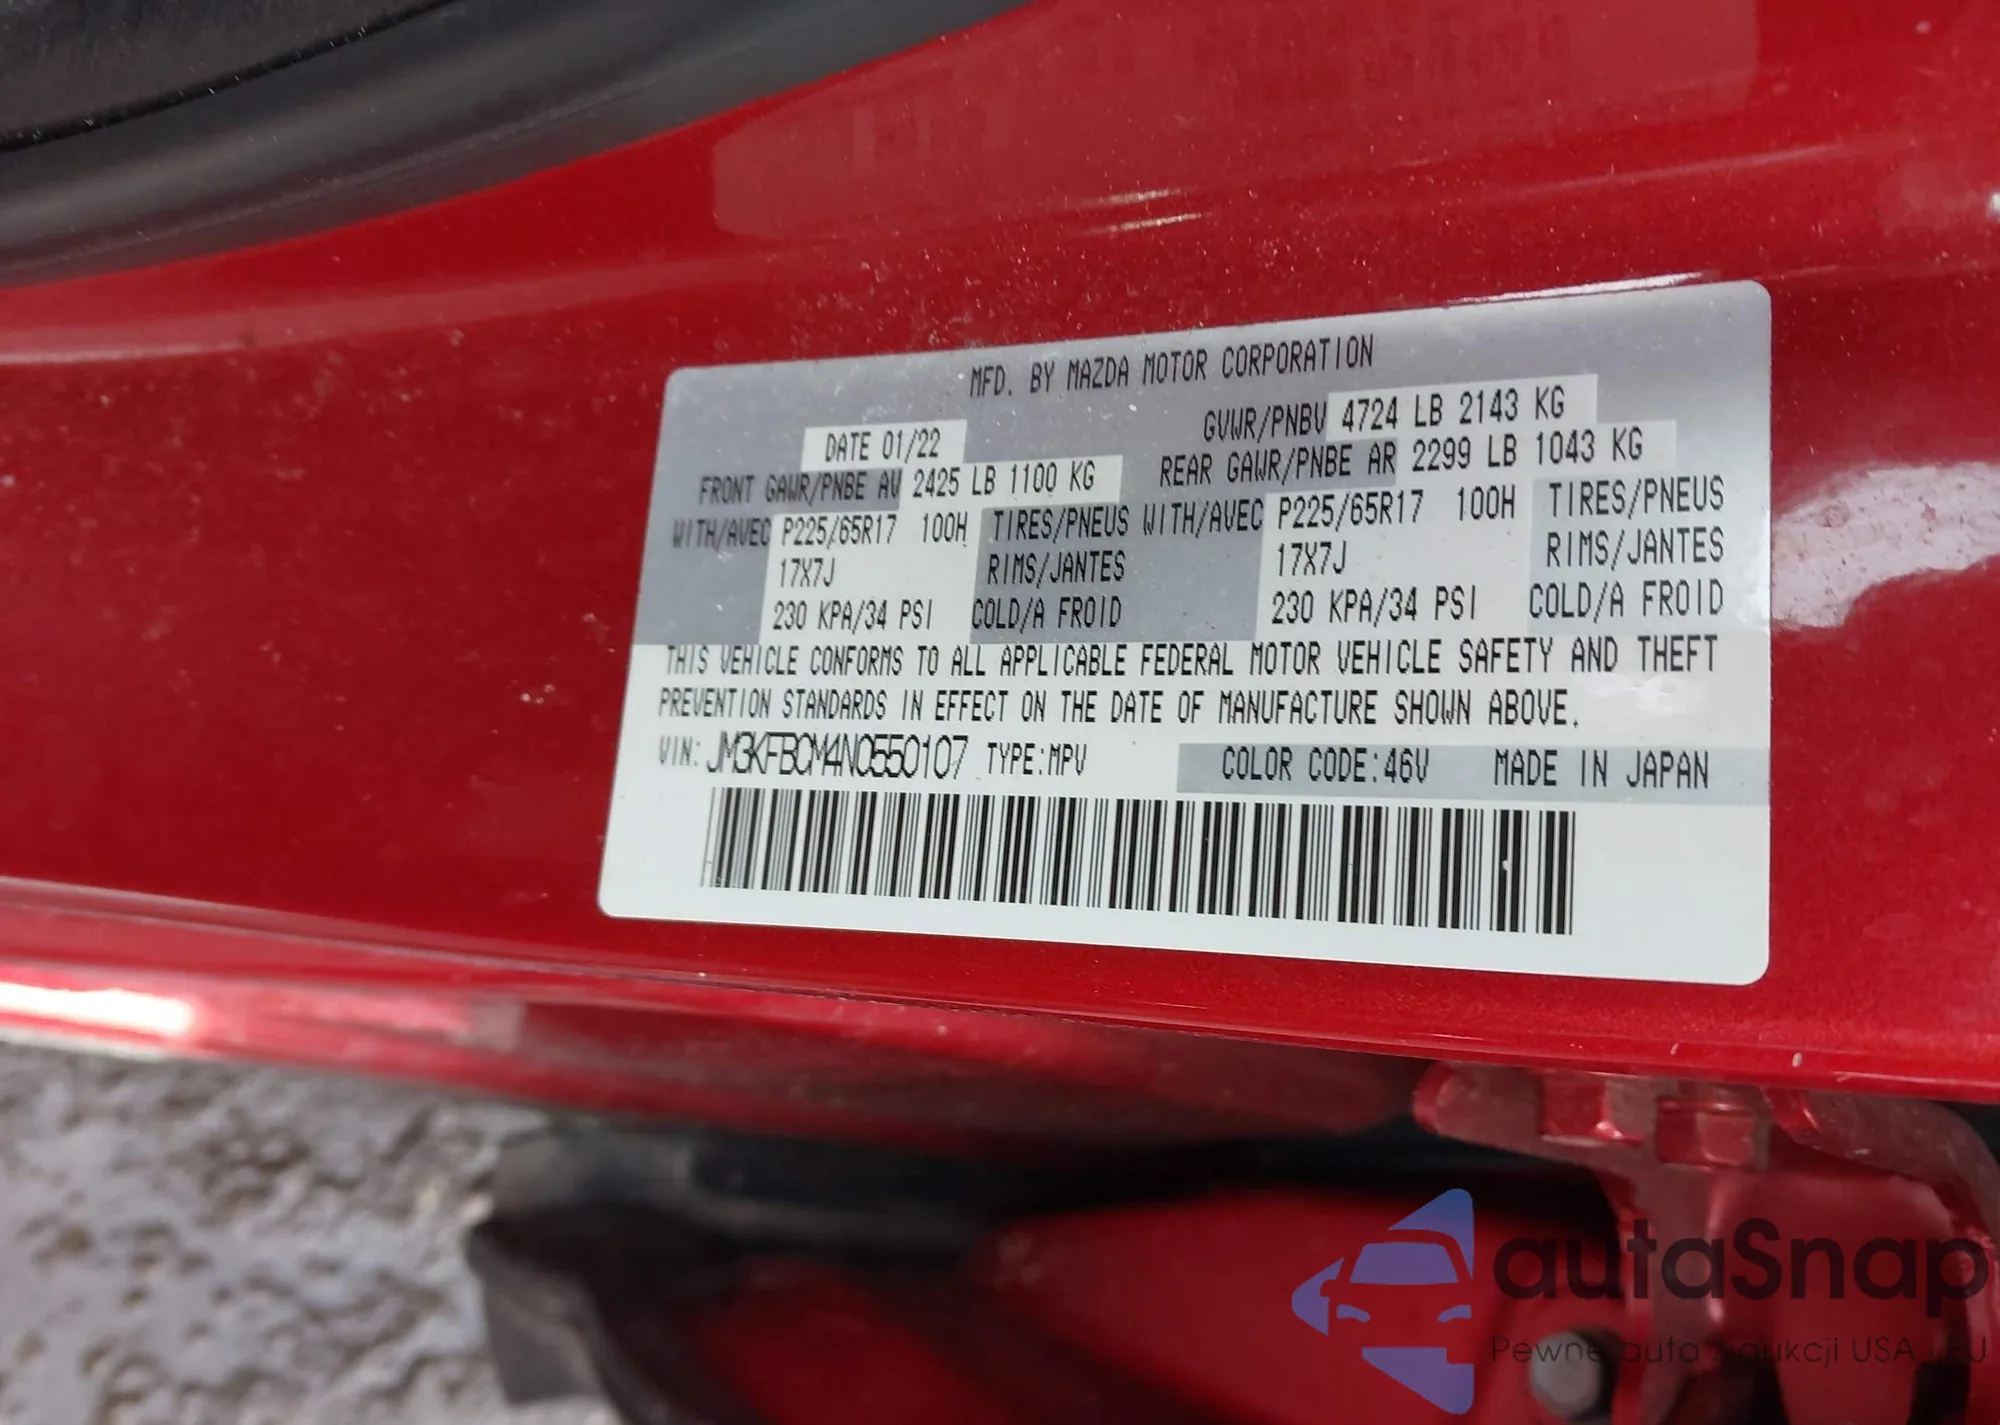 MFD. BY MAZDA MOTOR CORPORATION
DATE 01/22 GVWR/PNBV 4724 LB 2143 KG
FRONT GAWR/PNBE AV 2425 LB 1100 KG REAR GAWR/PNBE AR 2299 LB 1043 KG
WITH/AVEC P225/65R17 100H TIRES/PNEUS WITH/AVEC P225/65R17 100H TIRES/PNEUS
17X7J RIMS/JANTES 17X7J RIMS/JANTES
230 KPA/34 PSI COLD/A FROID 230 KPA/34 PSI COLD/A FROID
THIS VEHICLE CONFORMS TO ALL APPLICABLE FEDERAL MOTOR VEHICLE SAFETY AND THEFT
PREVENTION STANDARDS IN EFFECT ON THE DATE OF MANUFACTURE SHOWN ABOVE.
VIN: JM3KFBCM4N0550107 TYPE:MPV COLOR CODE:46V MADE IN JAPAN
autaSnap
Pewne auta z aukcji USA i EU